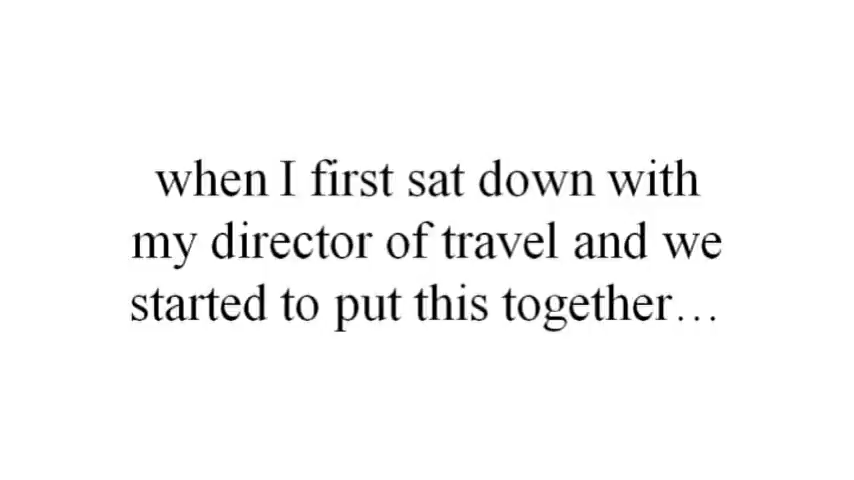 when I first sat down with
my director of travel and we
started to put this together…